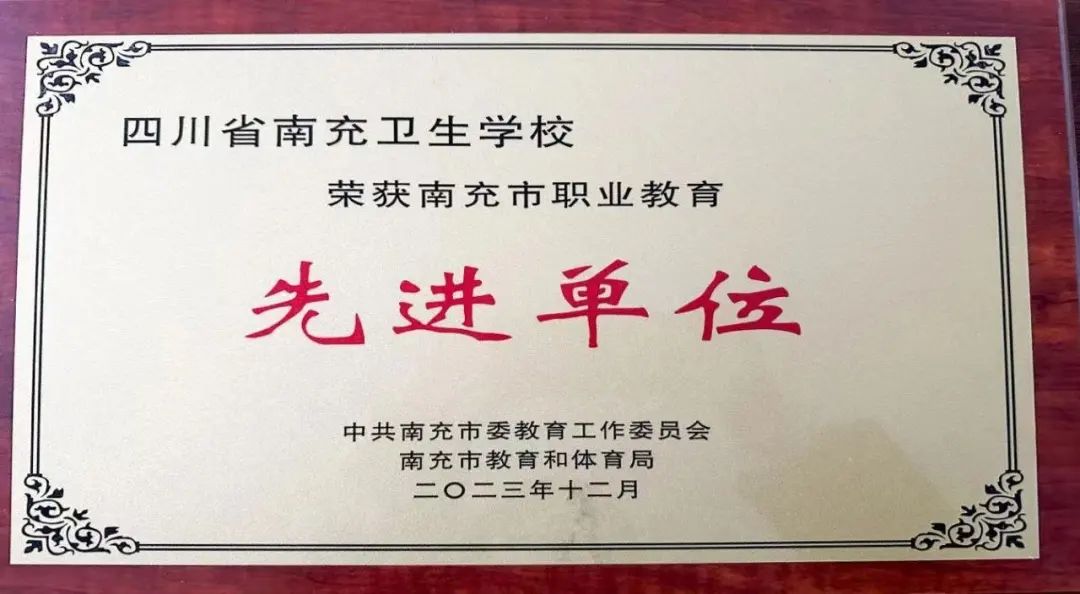 四川省南充卫生学校
荣获南充市职业教育
先进单位
中共南充市委教育工作委员会
南充市教育和体育局
二〇二三年十二月